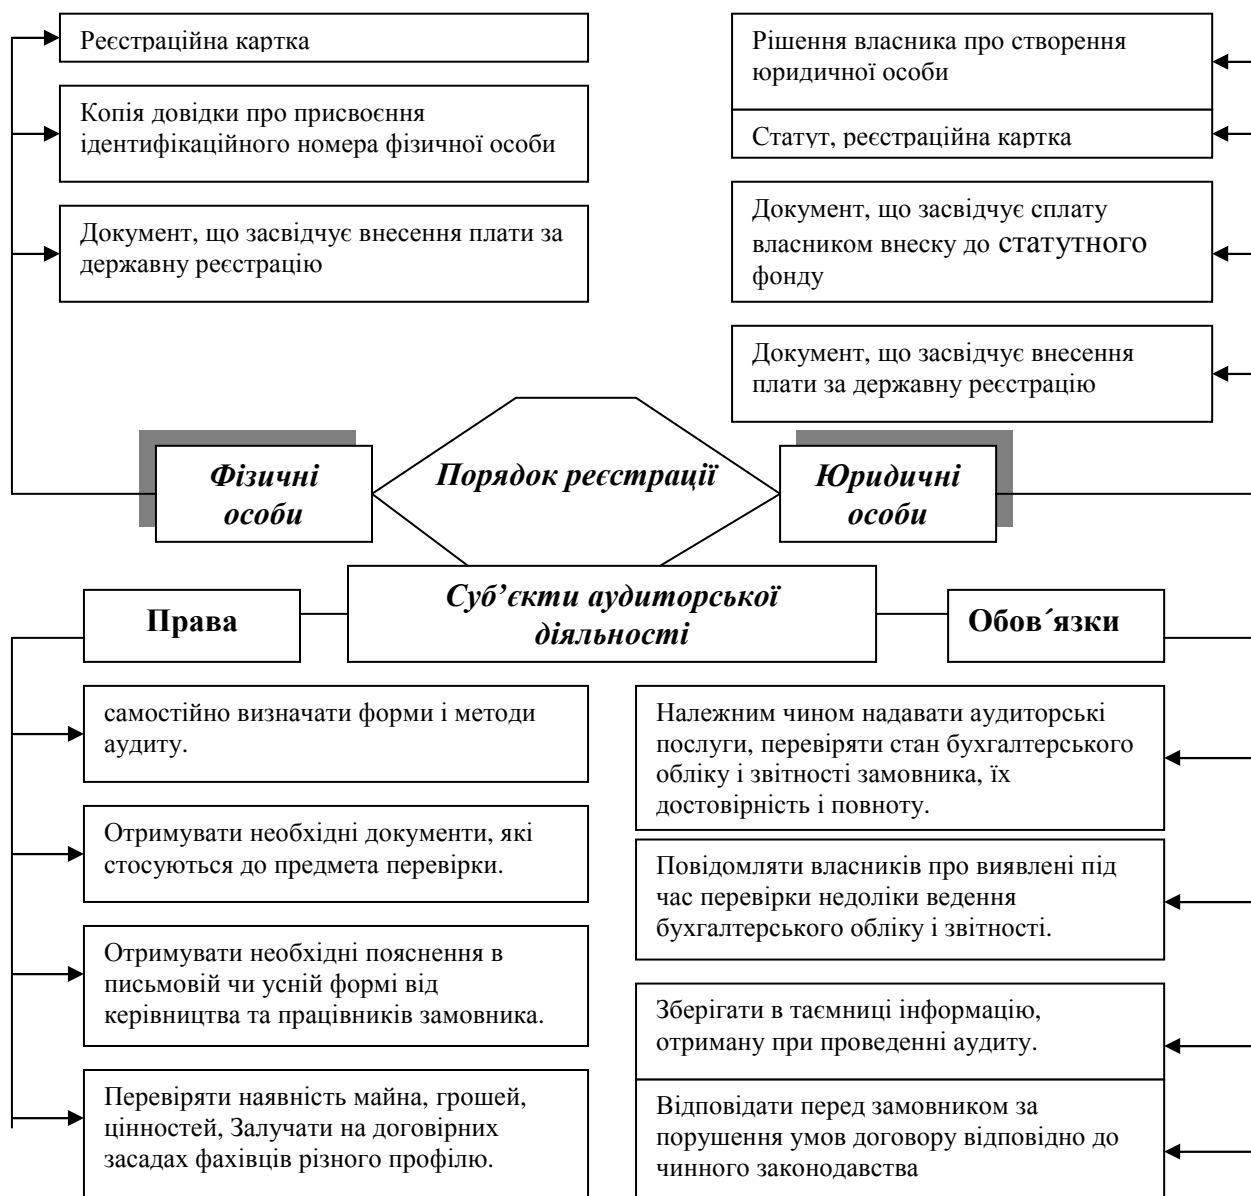 Реєстраційна картка
Копія довідки про присвоєння
ідентифікаційного номера фізичної особи
Документ, що засвідчує внесення плати за
державну реєстрацію
Рішення власника про створення
юридичної особи
Статут, реєстраційна картка
Документ, що засвідчує сплату
власником внеску до статутного
фонду
Документ, що засвідчує внесення
плати за державну реєстрацію
Фізичні
особи
Порядок реєстрації
Юридичні
особи
Права
Суб’єкти аудиторської
діяльності
Обов´язки
самостійно визначати форми і методи
аудиту.
Отримувати необхідні документи, які
стосуються до предмета перевірки.
Отримувати необхідні пояснення в
письмовій чи усній формі від
керівництва та працівників замовника.
Перевіряти наявність майна, грошей,
цінностей, Залучати на договірних
засадах фахівців різного профілю.
Належним чином надавати аудиторські
послуги, перевіряти стан бухгалтерського
обліку і звітності замовника, їх
достовірність і повноту.
Повідомляти власників про виявлені під
час перевірки недоліки ведення
бухгалтерського обліку і звітності.
Зберігати в таємниці інформацію,
отриману при проведенні аудиту.
Відповідати перед замовником за
порушення умов договору відповідно до
чинного законодавства